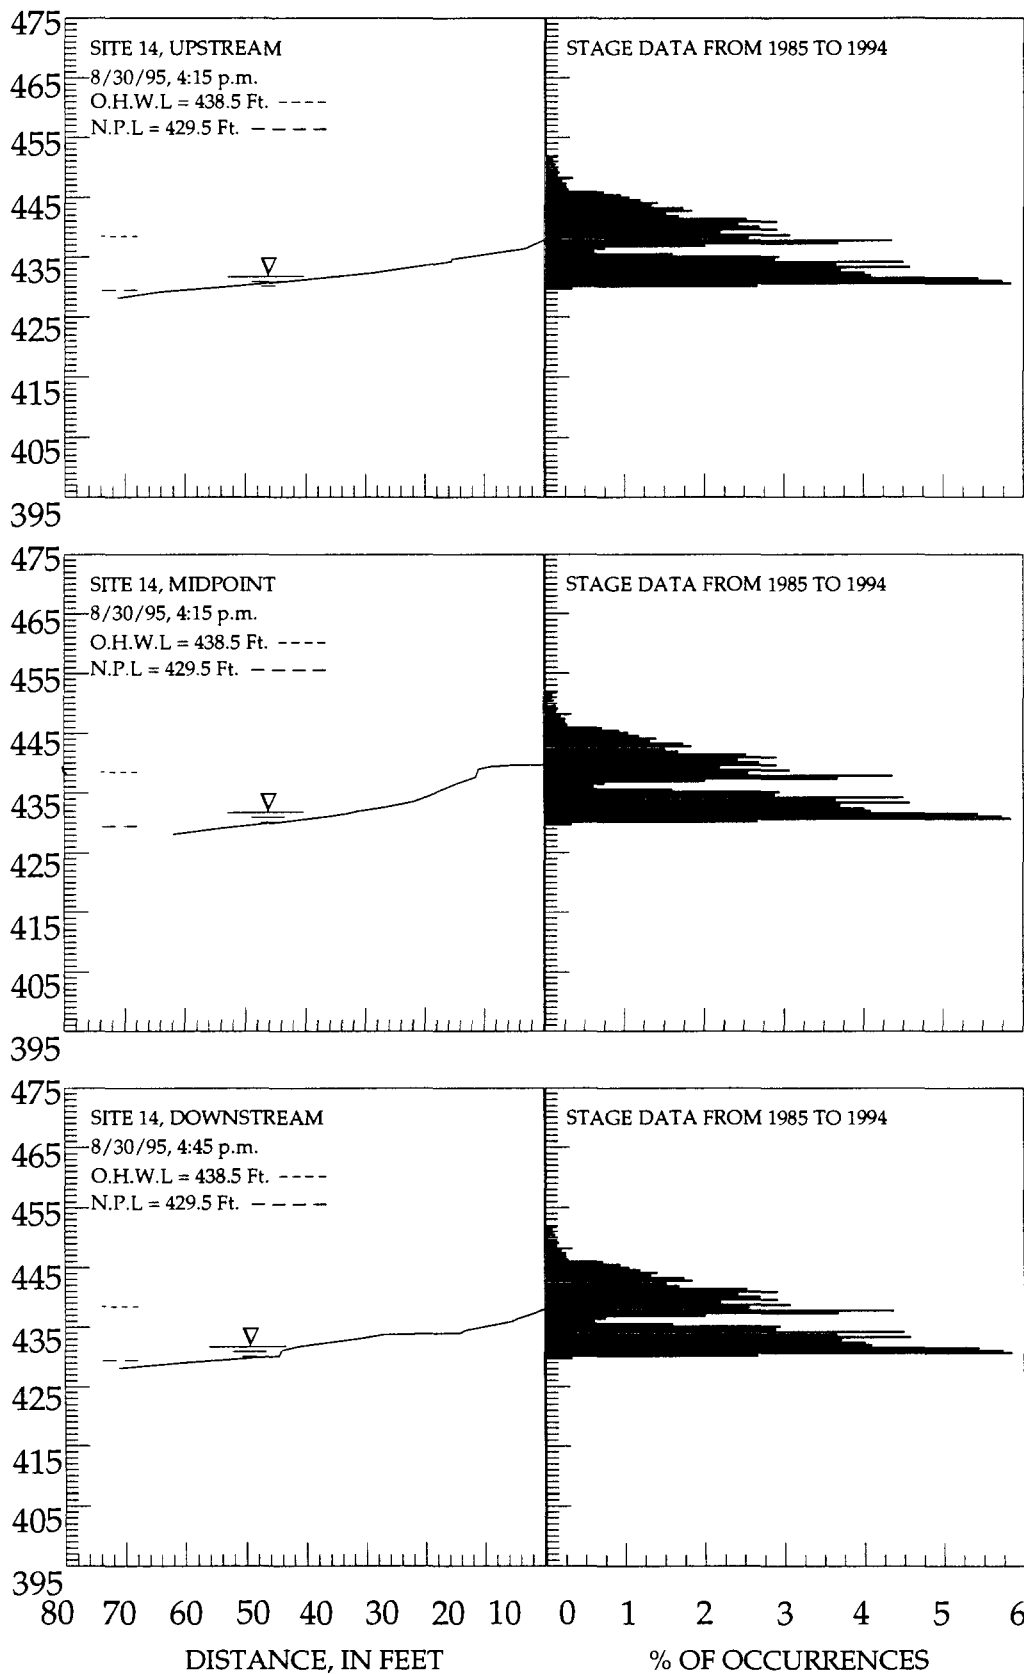 475
SITE 14, UPSTREAM
STAGE DATA FROM 1985 TO 1994
465
8/30/95, 4:15 p.m.
O.H.W.L = 438.5 Ft. ----
N.P.L = 429.5 Ft. — — — —
455
445
435
425
415
405
395
475
SITE 14, MIDPOINT
STAGE DATA FROM 1985 TO 1994
465
8/30/95, 4:15 p.m.
O.H.W.L = 438.5 Ft. ----
N.P.L = 429.5 Ft. — — — —
455
445
435
425
415
405
395
475
SITE 14, DOWNSTREAM
STAGE DATA FROM 1985 TO 1994
465
8/30/95, 4:45 p.m.
O.H.W.L = 438.5 Ft. ----
N.P.L = 429.5 Ft. — — — —
455
445
435
425
415
405
395
80 70 60 50 40 30 20 10 0 1 2 3 4 5 6
DISTANCE, IN FEET
% OF OCCURRENCES